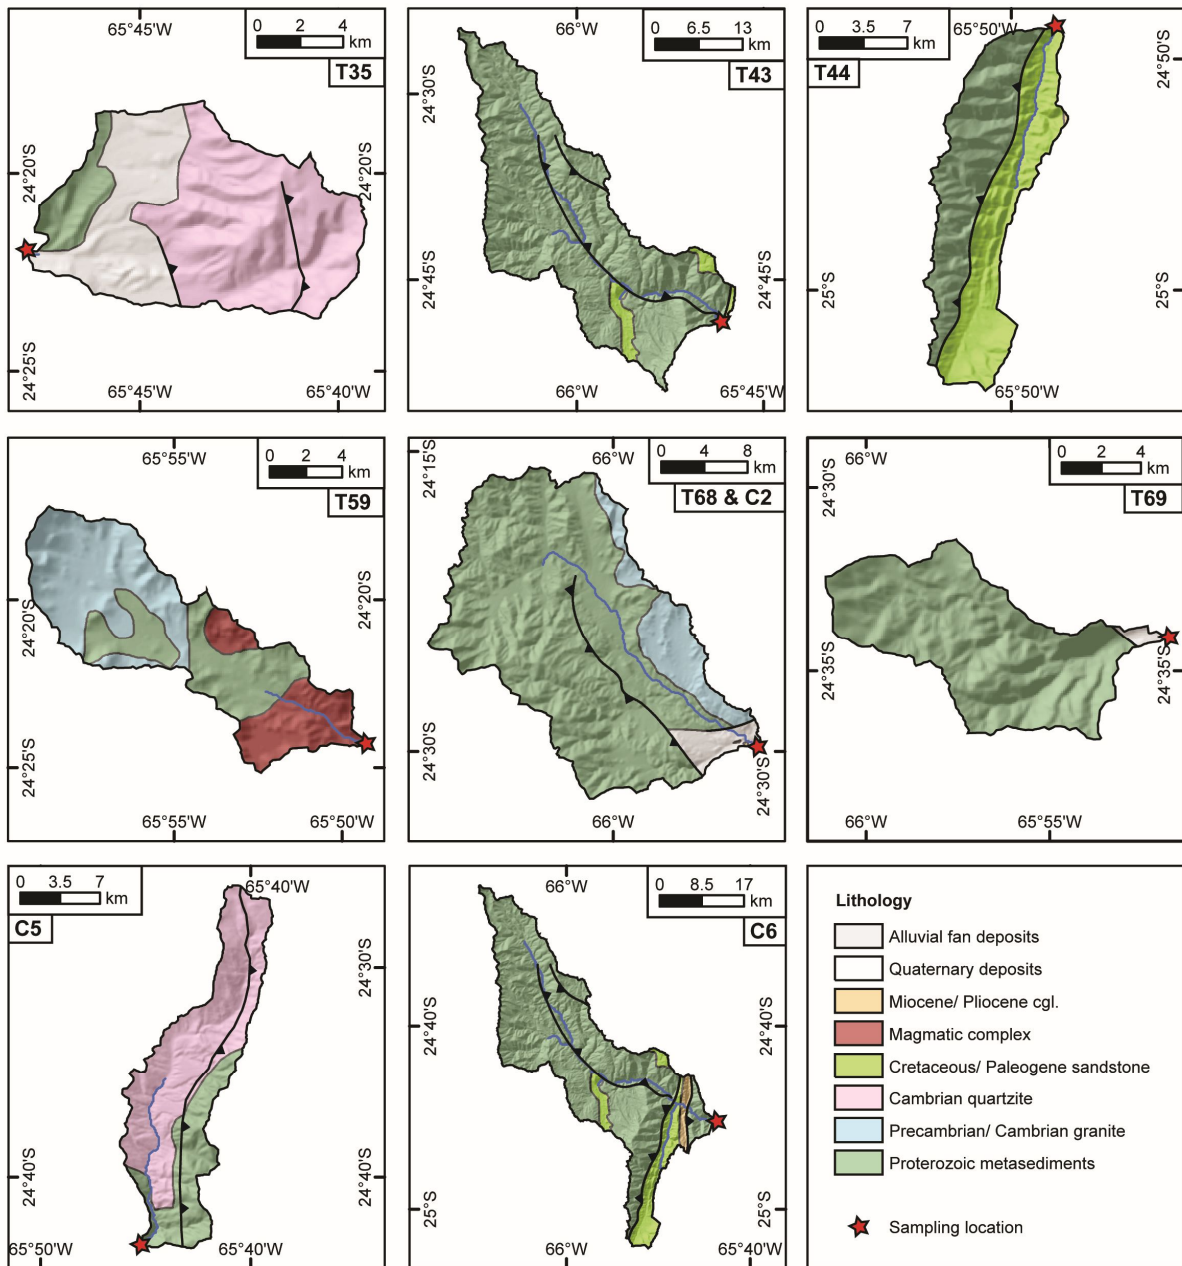 65°45'W
0 2 4
km
T35
24°20'S
24°20'S
24°25'S
65°45'W
65°40'W
66°W
0 6.5 13
km
T43
24°30'S
24°45'S
24°45'S
66°W
65°45'W
0 3.5 7
km
65°50'W
T44
24°50'S
25°S
25°S
65°50'W
65°55'W
0 2 4
km
T59
24°20'S
24°20'S
24°25'S
65°55'W
65°50'W
24°15'S
66°W
0 4 8
km
T68 & C2
24°30'S
24°30'S
66°W
66°W
0 2 4
km
T69
24°30'S
24°35'S
24°35'S
66°W
65°55'W
0 3.5 7
km
65°40'W
C5
24°30'S
24°40'S
24°40'S
65°50'W
65°40'W
66°W
0 8.5 17
km
C6
24°40'S
24°40'S
25°S
25°S
66°W
65°40'W
Lithology
Alluvial fan deposits
Quaternary deposits
Miocene/ Pliocene cgl.
Magmatic complex
Cretaceous/ Paleogene sandstone
Cambrian quartzite
Precambrian/ Cambrian granite
Proterozoic metasediments
Sampling location